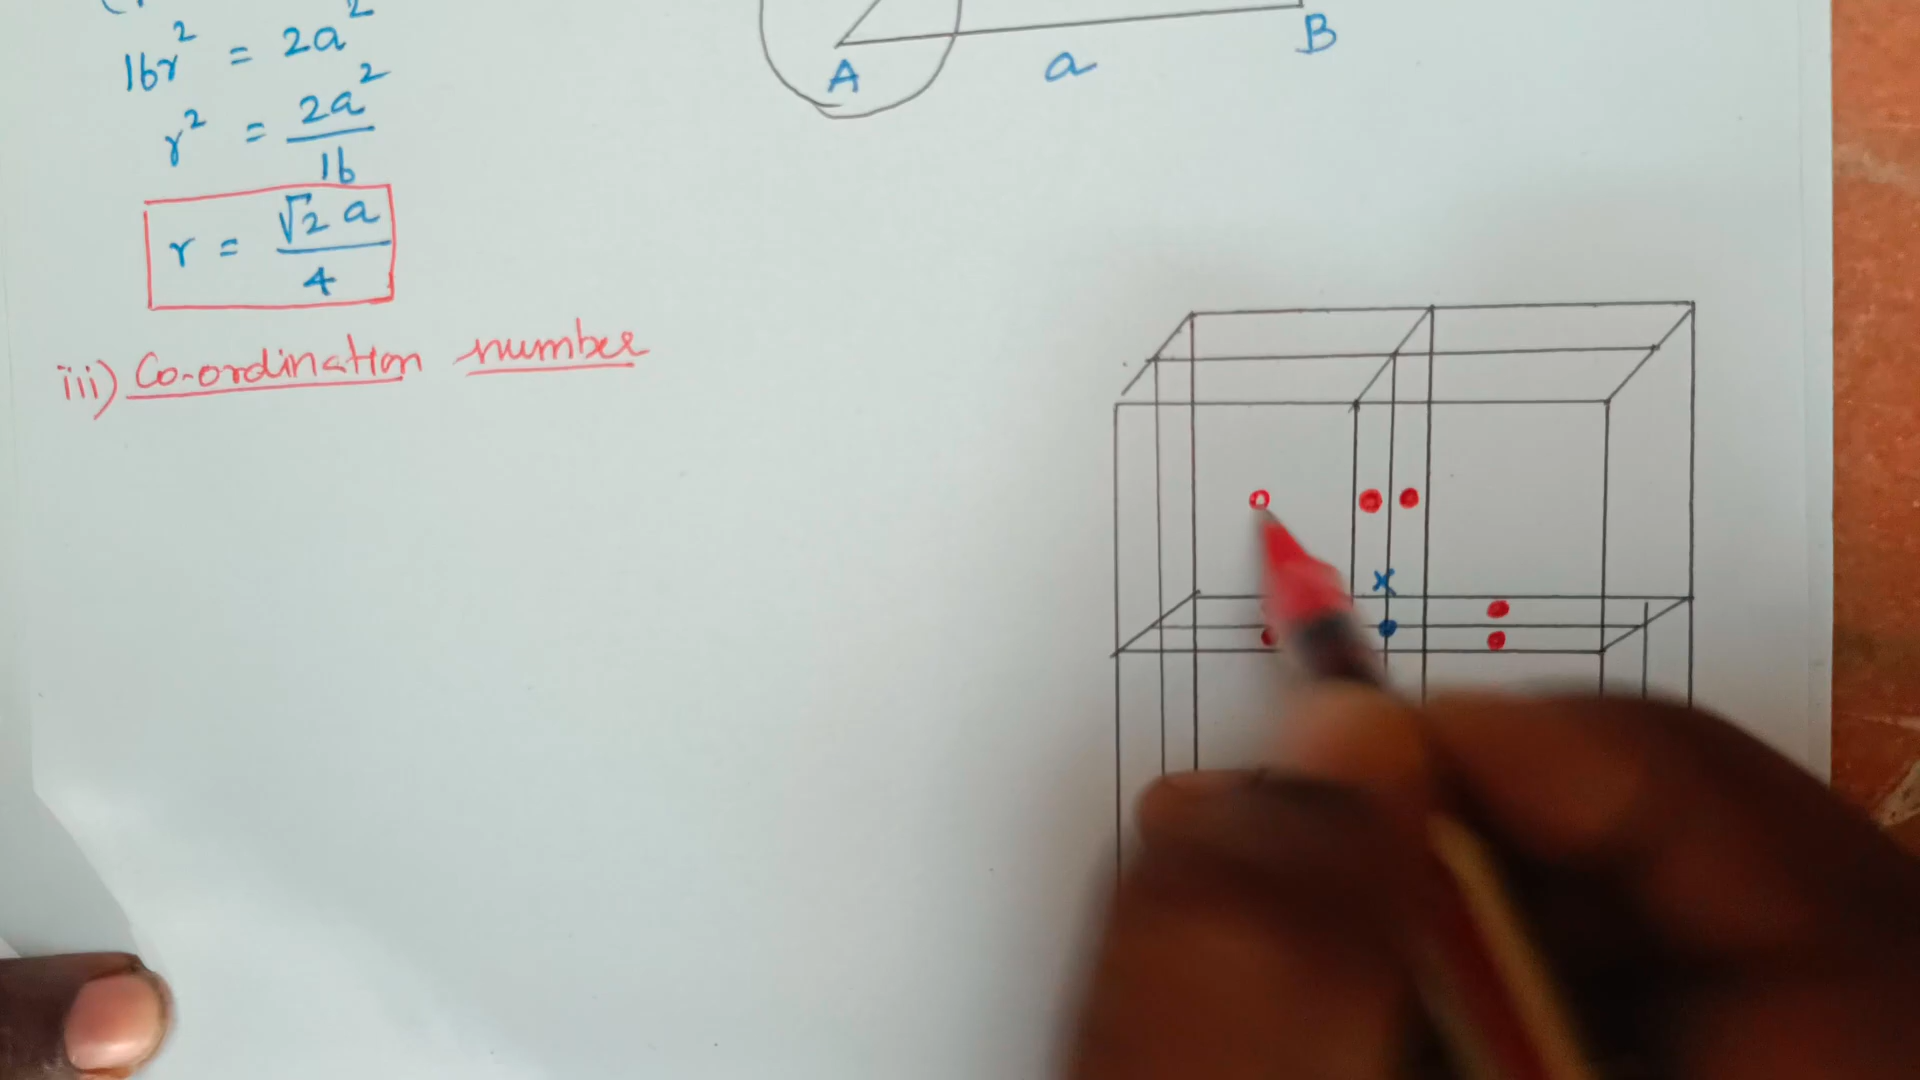 16r² = 2a²
r² = 2a²/16
r = √2 a/4
iii) Co-ordination number
A
a
B
x